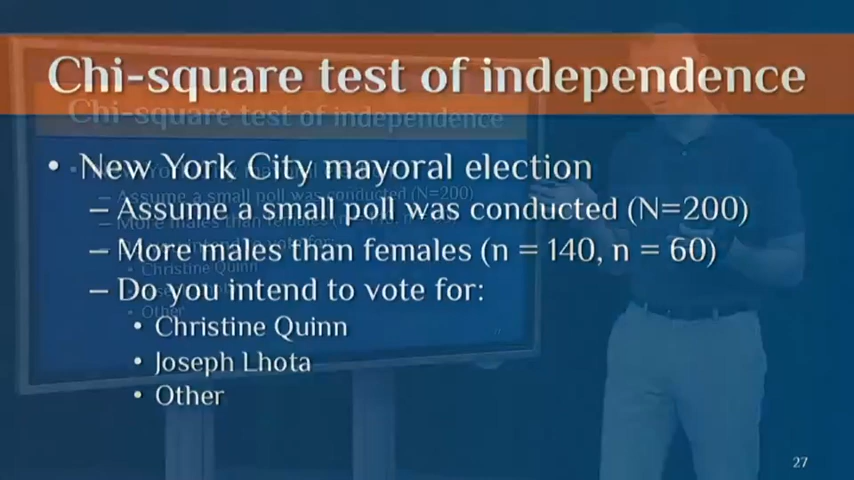 Chi-square test of independence
• New York City mayoral election
– Assume a small poll was conducted (N=200)
– More males than females (n = 140, n = 60)
– Do you intend to vote for:
• Christine Quinn
• Joseph Lhota
• Other
27